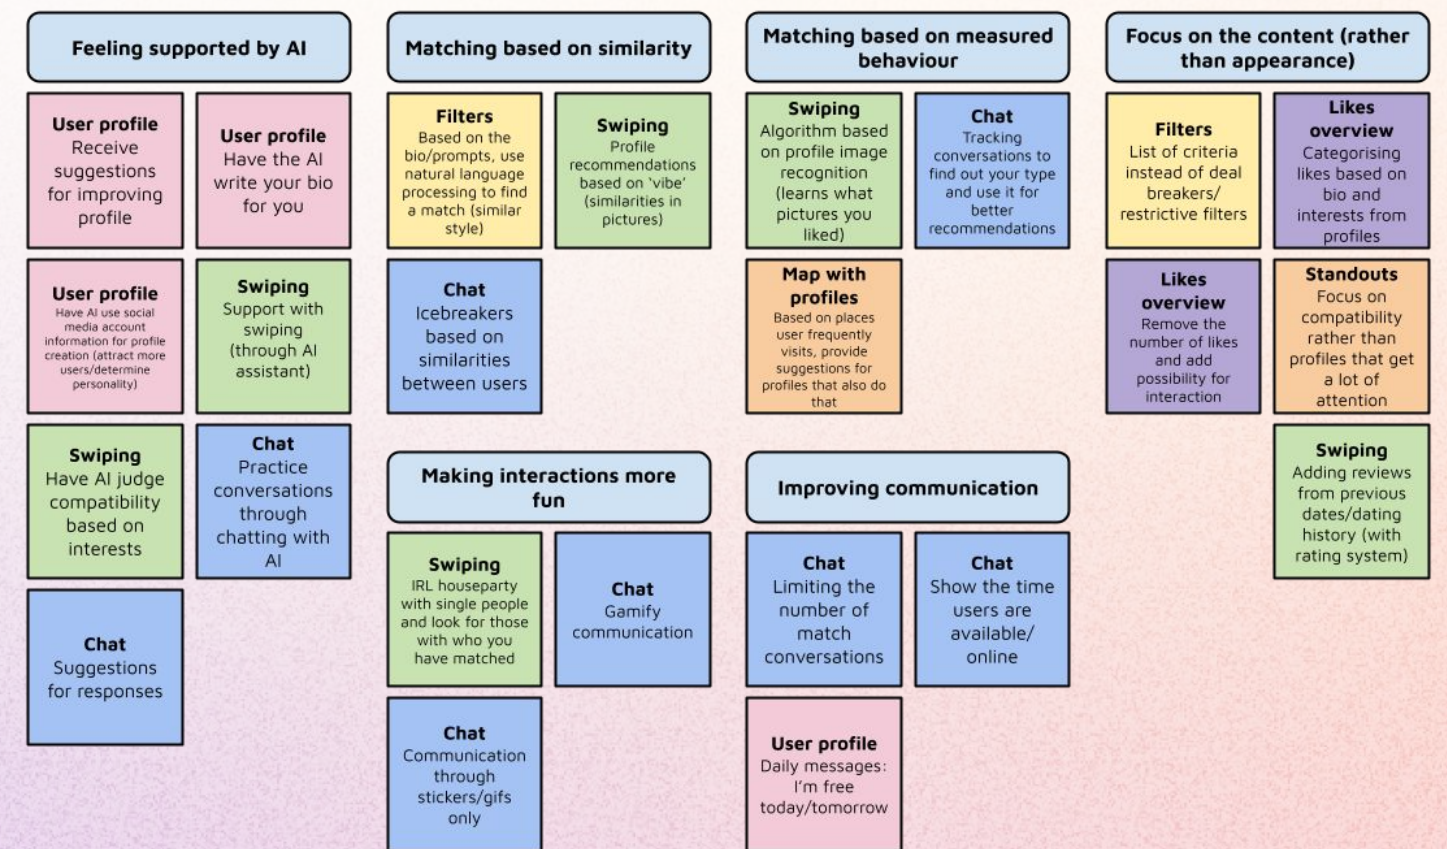 Feeling supported by AI
User profile
Receive
suggestions
for improving
profile
User profile
Have the AI
write your bio
for you
User profile
Have AI use social
media account
information for profile
creation (attract more
users/determine
personality)
Swiping
Support with
swiping
(through AI
assistant)
Swiping
Have AI judge
compatibility
based on
interests
Chat
Practice
conversations
through
chatting with
AI
Chat
Suggestions
for responses
Matching based on similarity
Filters
Based on the
bio/prompts, use
natural language
processing to find
a match (similar
style)
Swiping
Profile
recommendations
based on ‘vibe’
(similarities in
pictures)
Chat
Icebreakers
based on
similarities
between users
Matching based on measured
behaviour
Swiping
Algorithm based
on profile image
recognition
(learns what
pictures you
liked)
Chat
Tracking
conversations to
find out your type
and use it for
better
recommendations
Map with
profiles
Based on places
user frequently
visits, provide
suggestions for
profiles that also do
that
Focus on the content (rather
than appearance)
Filters
List of criteria
instead of deal
breakers/
restrictive filters
Likes
overview
Categorising
likes based on
bio and
interests from
profiles
Likes
overview
Remove the
number of likes
and add
possibility for
interaction
Standouts
Focus on
compatibility
rather than
profiles that get
a lot of
attention
Swiping
Adding reviews
from previous
dates/dating
history (with
rating system)
Making interactions more
fun
Swiping
IRL houseparty
with single people
and look for those
with who you
have matched
Chat
Gamify
communication
Chat
Communication
through
stickers/gifs
only
Improving communication
Chat
Limiting the
number of
match
conversations
Chat
Show the time
users are
available/
online
User profile
Daily messages:
I’m free
today/tomorrow